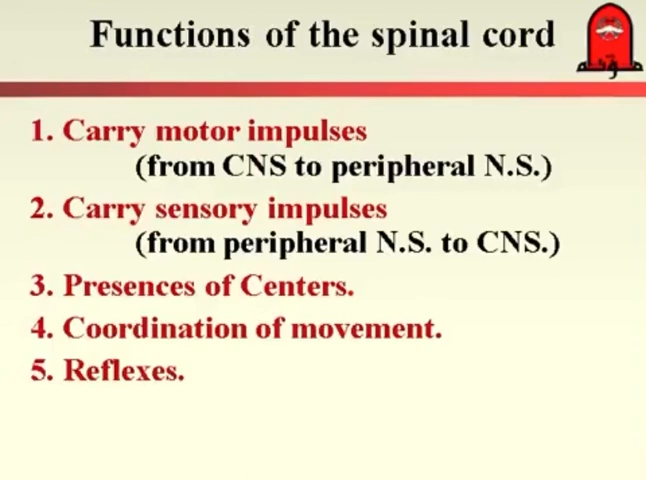 Functions of the spinal cord
مؤتة
1. Carry motor impulses
(from CNS to peripheral N.S.)
2. Carry sensory impulses
(from peripheral N.S. to CNS.)
3. Presences of Centers.
4. Coordination of movement.
5. Reflexes.